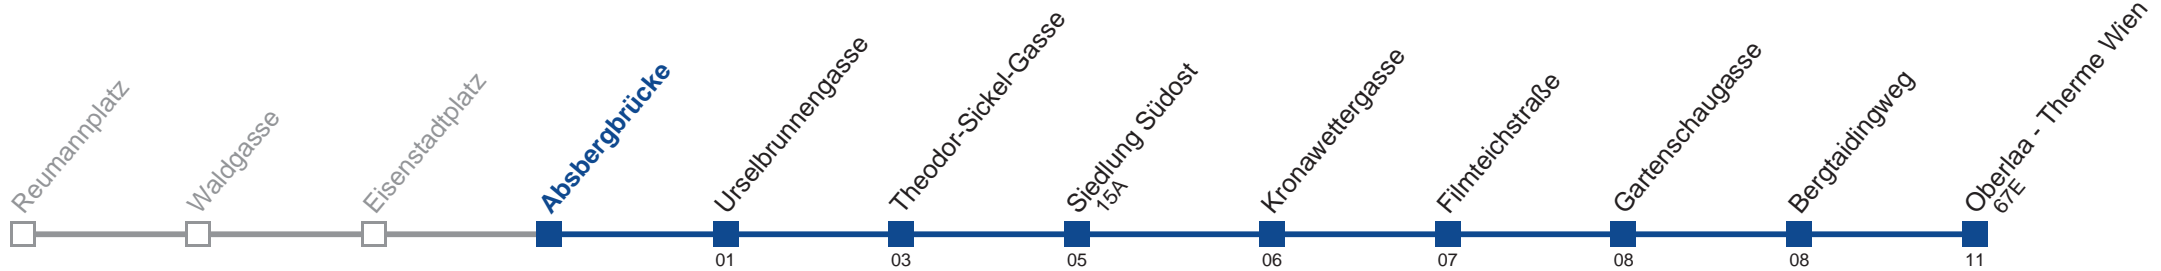 Reumannplatz
Waldgasse
Eisenstadtplatz
Absbergbrücke
Urselbrunnengasse
Theodor-Sickel-Gasse
Siedlung Südost
15A
Kronawettergasse
Filmteichstraße
Gartenschaugasse
Bergtaidingweg
Oberlaa - Therme Wien
67E
01
03
05
06
07
08
08
11